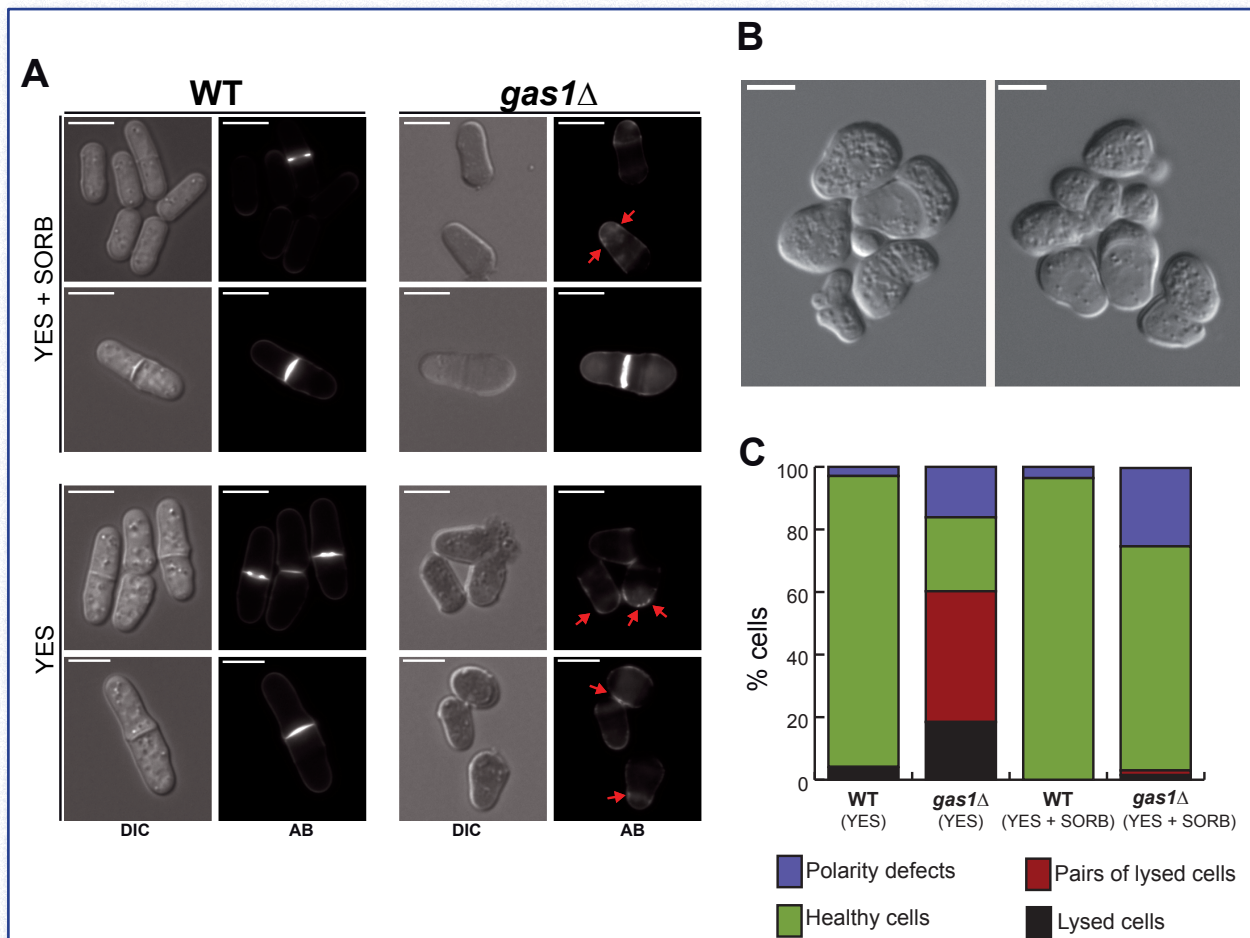 A
WT
gas1Δ
YES + SORB
YES
DIC
AB
DIC
AB
B
C
% cells
100
80
60
40
20
0
WT
(YES)
gas1Δ
(YES)
WT
(YES + SORB)
gas1Δ
(YES + SORB)
Polarity defects
Pairs of lysed cells
Healthy cells
Lysed cells